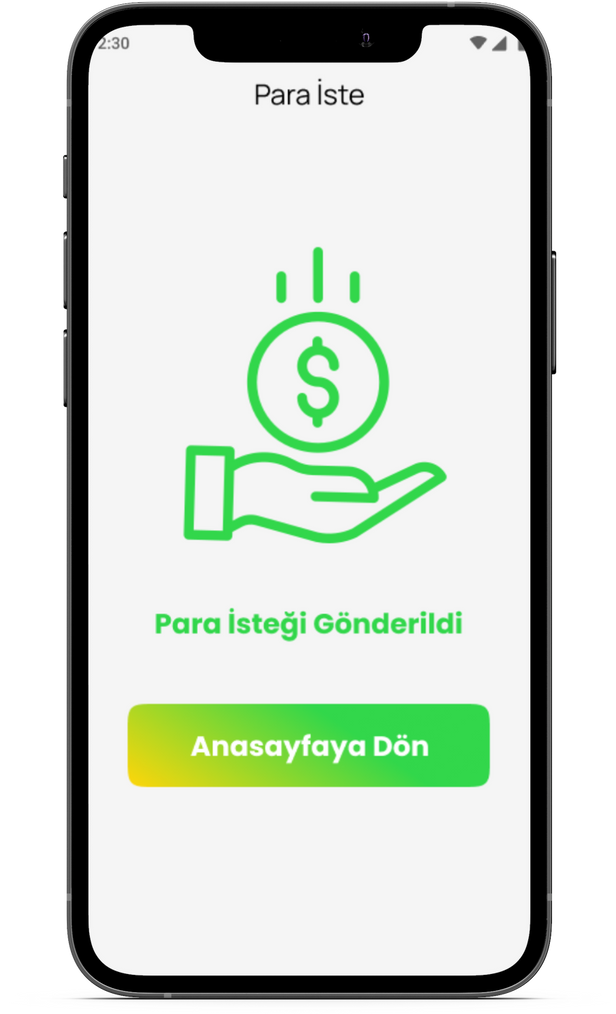 2:30
Para İste
$
Para İsteği Gönderildi
Anasayfaya Dön